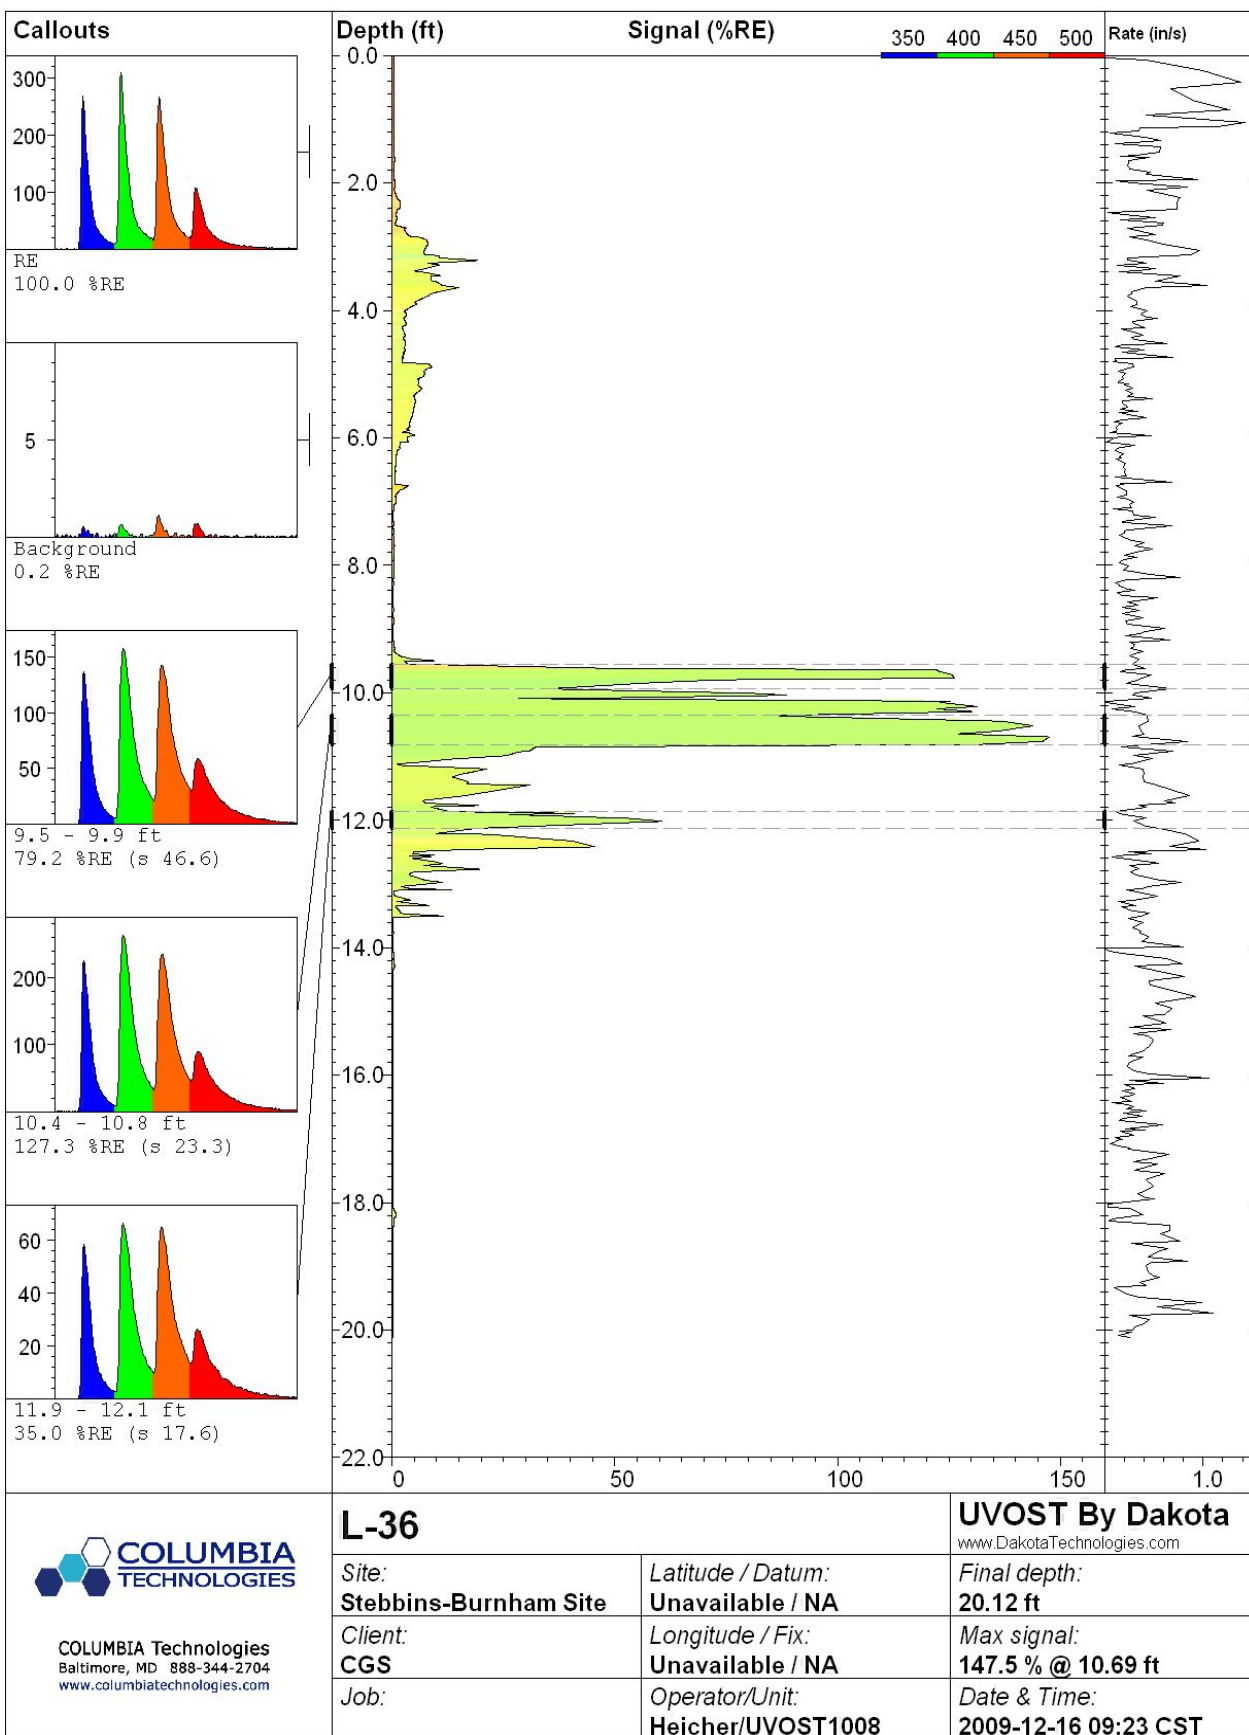 Callouts
Depth (ft)
Signal (%RE)
350 400 450 500
Rate (in/s)
300
200
100
RE
100.0 %RE
5
Background
0.2 %RE
150
100
50
9.5 - 9.9 ft
79.2 %RE (s 46.6)
200
100
10.4 - 10.8 ft
127.3 %RE (s 23.3)
60
40
20
11.9 - 12.1 ft
35.0 %RE (s 17.6)
0.0
2.0
4.0
6.0
8.0
10.0
12.0
14.0
16.0
18.0
20.0
22.0
0 50 100 150
1.0
COLUMBIA
TECHNOLOGIES
COLUMBIA Technologies
Baltimore, MD 888-344-2704
www.columbiatechnologies.com
L-36
UVOST By Dakota
www.DakotaTechnologies.com
Site:
Stebbins-Burnham Site
Latitude / Datum:
Unavailable / NA
Final depth:
20.12 ft
Client:
CGS
Longitude / Fix:
Unavailable / NA
Max signal:
147.5 % @ 10.69 ft
Job:
Operator/Unit:
Heicher/UVOST1008
Date & Time:
2009-12-16 09:23 CST